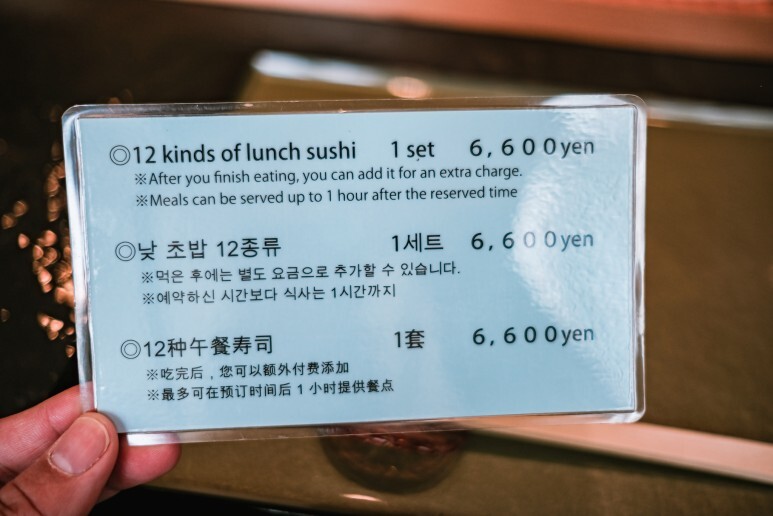 ◎12 kinds of lunch sushi 1 set 6,600yen
※After you finish eating, you can add it for an extra charge.
※Meals can be served up to 1 hour after the reserved time
◎낮 초밥 12종류 1세트 6,600yen
※먹은 후에는 별도 요금으로 추가할 수 있습니다.
※예약하신 시간보다 식사는 1시간까지
◎12种午餐寿司 1套 6,600yen
※吃完后，您可以额外付费添加
※最多可在预订时间后 1 小时提供餐点